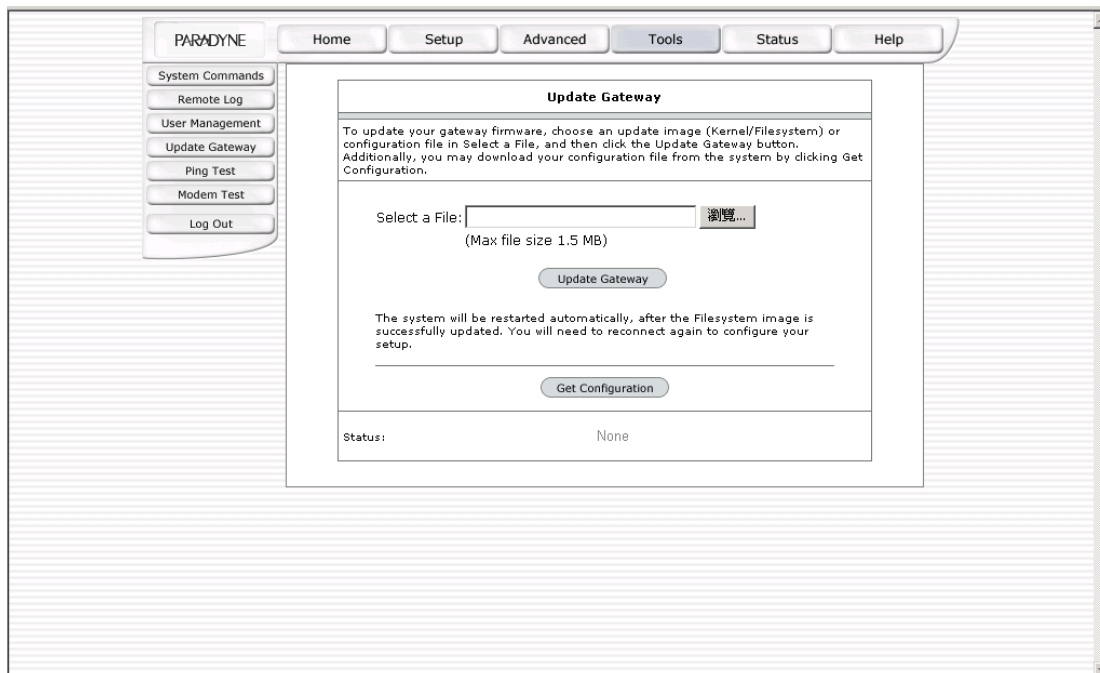 PARADYNE
Home
Setup
Advanced
Tools
Status
Help
System Commands
Remote Log
User Management
Update Gateway
Ping Test
Modem Test
Log Out
Update Gateway
To update your gateway firmware, choose an update image (Kernel/Filesystem) or
configuration file in Select a File, and then click the Update Gateway button.
Additionally, you may download your configuration file from the system by clicking Get
Configuration.
Select a File:
瀏覽...
(Max file size 1.5 MB)
Update Gateway
The system will be restarted automatically, after the Filesystem image is
successfully updated. You will need to reconnect again to configure your
setup.
Get Configuration
Status:
None